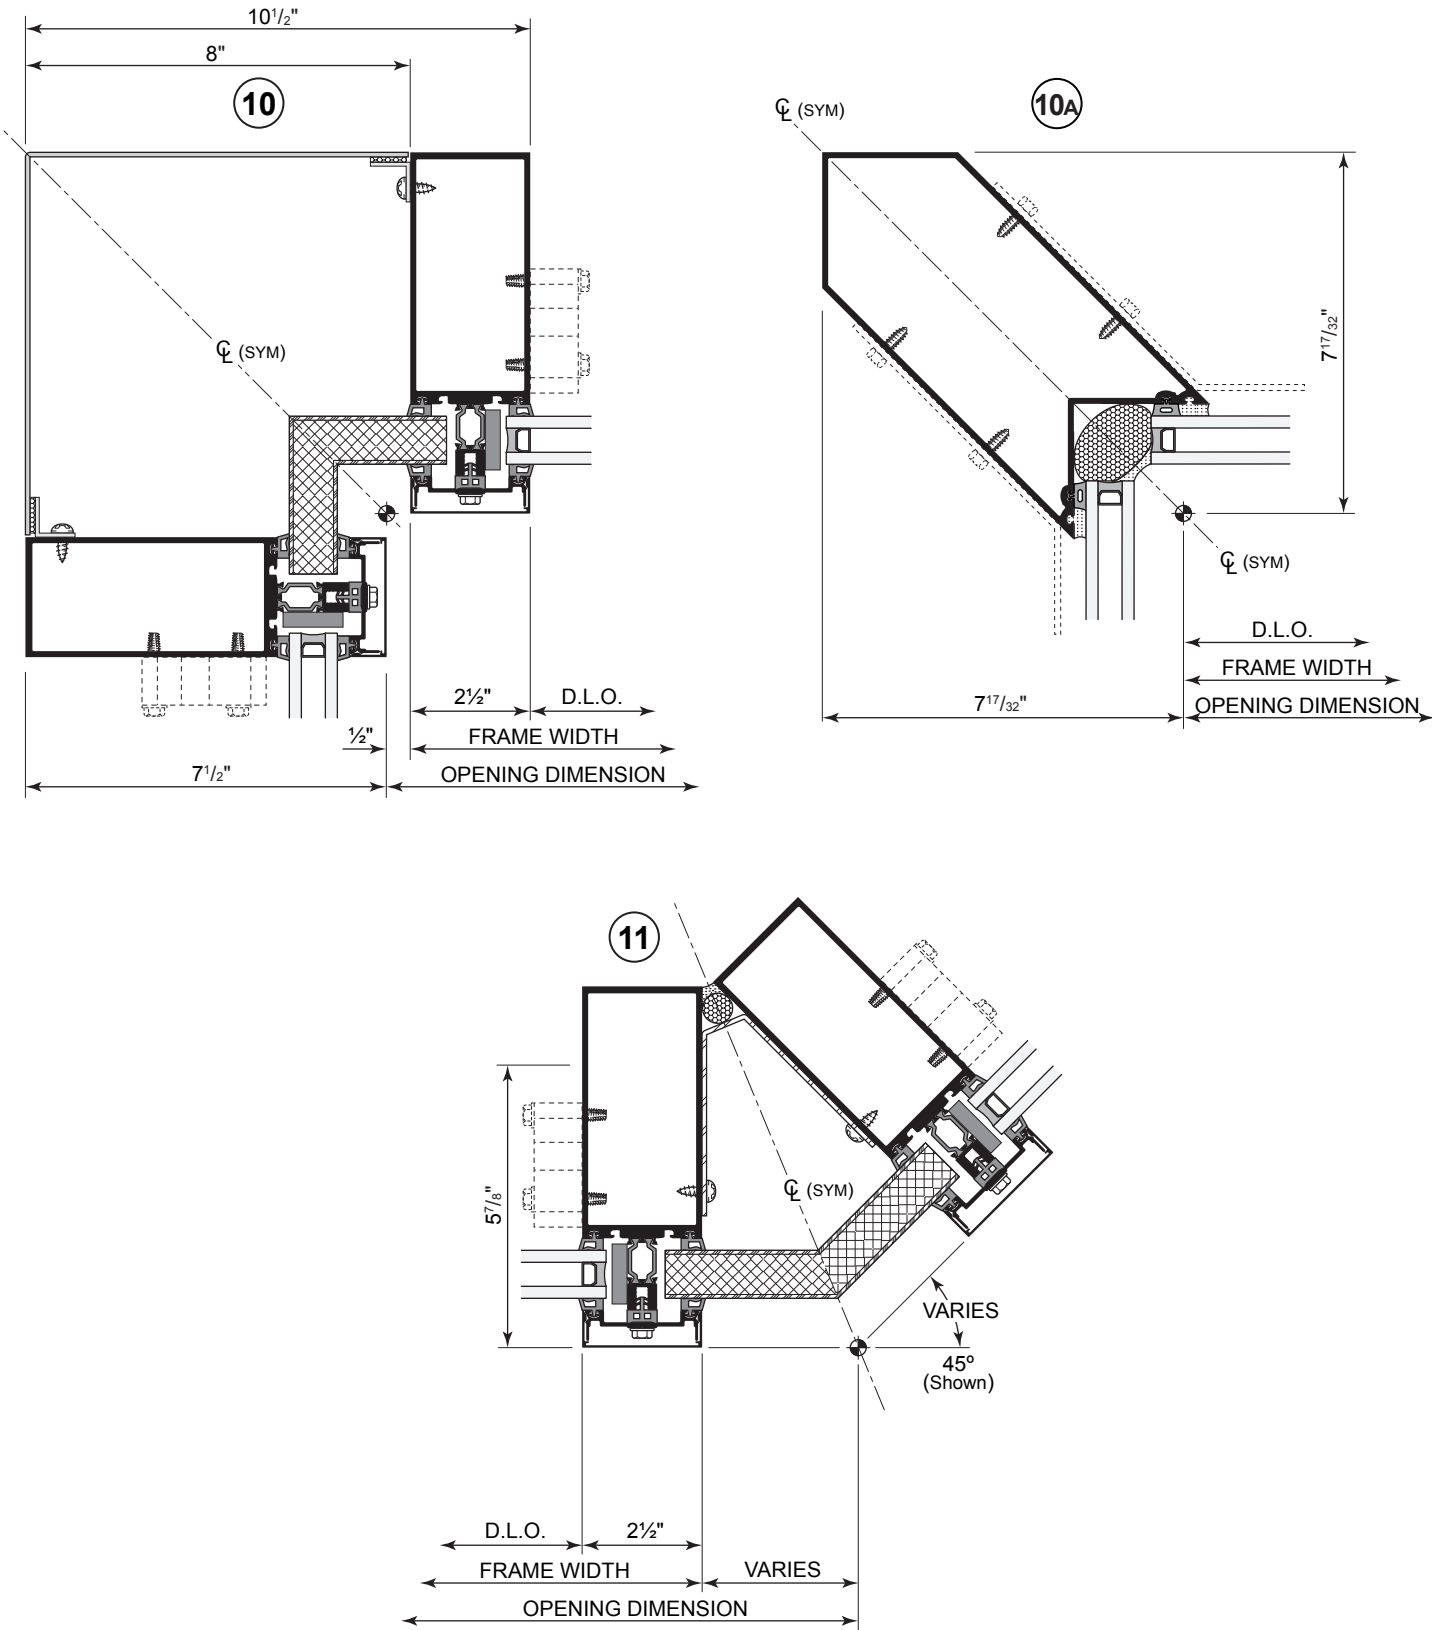 10½"
8"
10
℄ (SYM)
2½"
D.L.O.
½"
FRAME WIDTH
7½"
OPENING DIMENSION
℄ (SYM)
10A
7¹⁷/₃₂"
℄ (SYM)
D.L.O.
FRAME WIDTH
7¹⁷/₃₂"
OPENING DIMENSION
11
5⅞"
℄ (SYM)
VARIES
45º
(Shown)
D.L.O.
2½"
FRAME WIDTH
VARIES
OPENING DIMENSION